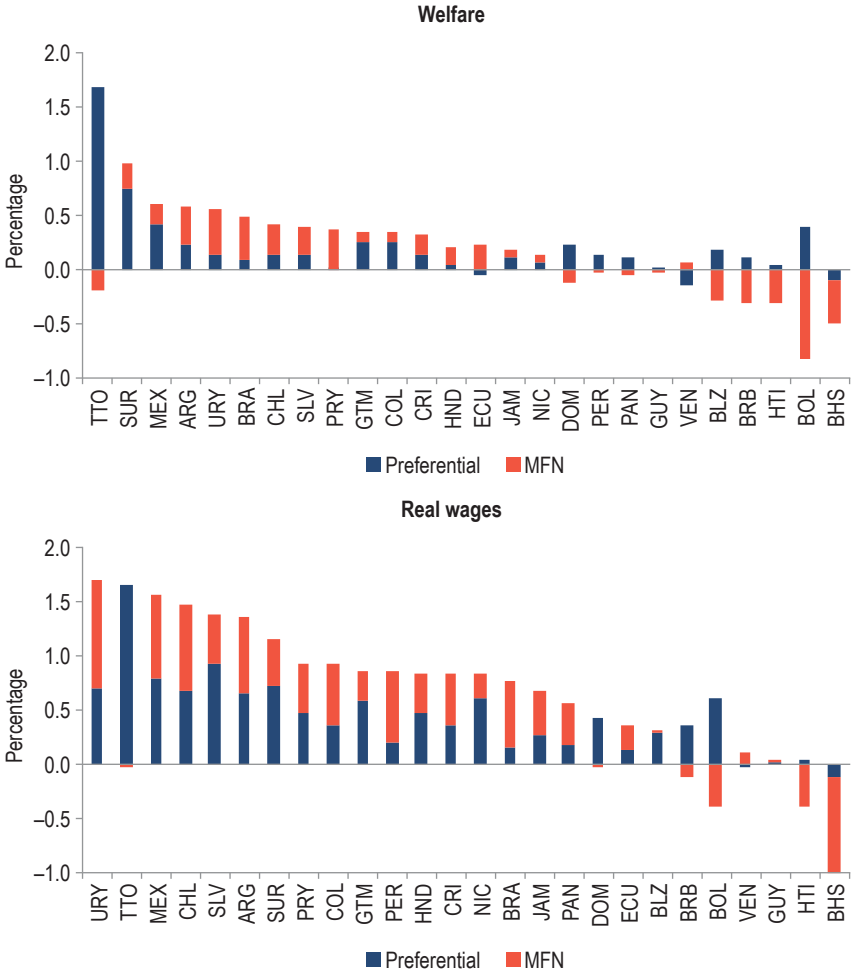 Welfare
2.0
1.5
1.0
0.5
0.0
–0.5
–1.0
Percentage
TTO SUR MEX ARG URY BRA CHL SLV PRY GTM COL CRI HND ECU JAM NIC DOM PER PAN GUY VEN BLZ BRB HTI BOL BHS
Preferential MFN
Real wages
2.0
1.5
1.0
0.5
0.0
–0.5
–1.0
Percentage
URY TTO MEX CHL SLV ARG SUR PRY COL GTM PER HND CRI NIC BRA JAM PAN DOM ECU BLZ BRB BOL VEN GUY HTI BHS
Preferential MFN